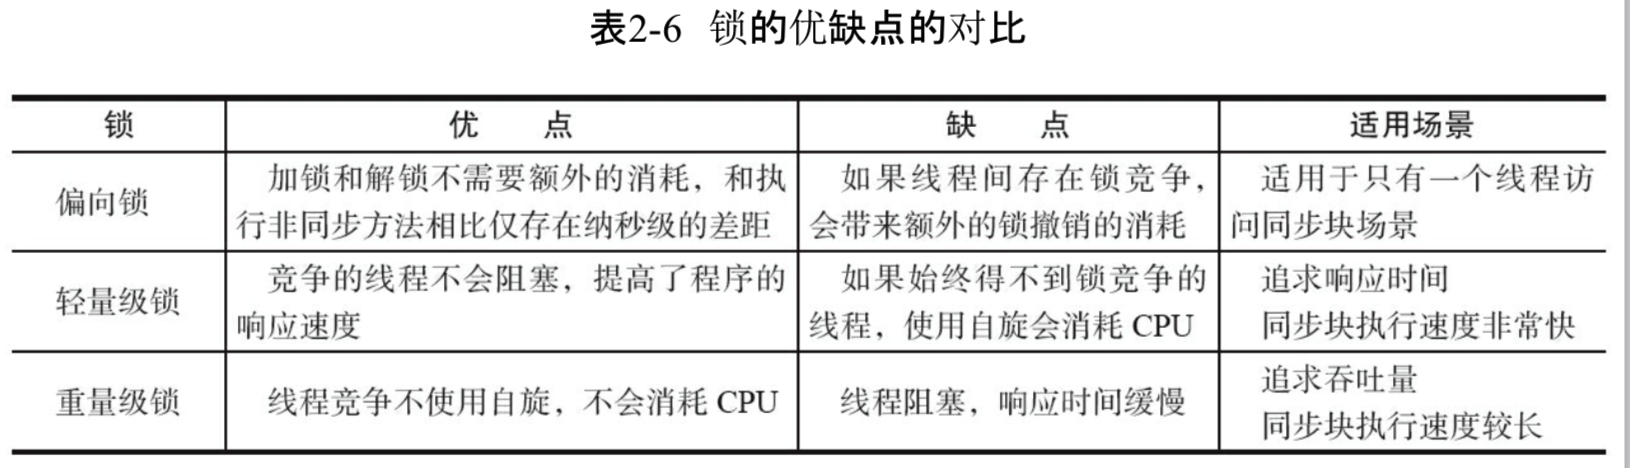 表2-6 锁的优缺点的对比
锁 优 点 缺 点 适用场景
偏向锁
加锁和解锁不需要额外的消耗，和执
行非同步方法相比仅存在纳秒级的差距
如果线程间存在锁竞争，
会带来额外的锁撤销的消耗
适用于只有一个线程访
问同步块场景
轻量级锁
竞争的线程不会阻塞，提高了程序的
响应速度
如果始终得不到锁竞争的
线程，使用自旋会消耗 CPU
追求响应时间
同步块执行速度非常快
重量级锁
线程竞争不使用自旋，不会消耗 CPU
线程阻塞，响应时间缓慢
追求吞吐量
同步块执行速度较长